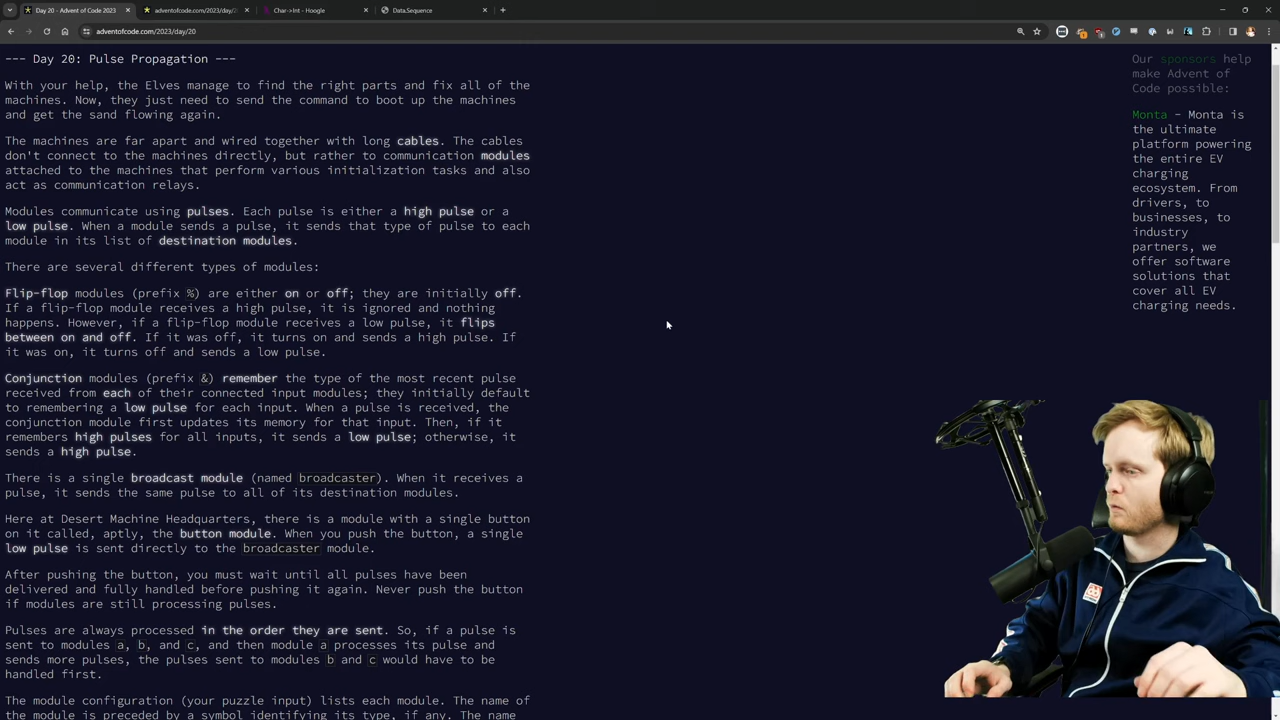 Day 20 - Advent of Code 2023
adventofcode.com/2023/day/
Char->Int - Hoogle
Data.Sequence
adventofcode.com/2023/day/20
--- Day 20: Pulse Propagation ---
With your help, the Elves manage to find the right parts and fix all of the
machines. Now, they just need to send the command to boot up the machines
and get the sand flowing again.
The machines are far apart and wired together with long cables. The cables
don't connect to the machines directly, but rather to communication modules
attached to the machines that perform various initialization tasks and also
act as communication relays.
Modules communicate using pulses. Each pulse is either a high pulse or a
low pulse. When a module sends a pulse, it sends that type of pulse to each
module in its list of destination modules.
There are several different types of modules:
Flip-flop modules (prefix %) are either on or off; they are initially off.
If a flip-flop module receives a high pulse, it is ignored and nothing
happens. However, if a flip-flop module receives a low pulse, it flips
between on and off. If it was off, it turns on and sends a high pulse. If
it was on, it turns off and sends a low pulse.
Conjunction modules (prefix &) remember the type of the most recent pulse
received from each of their connected input modules; they initially default
to remembering a low pulse for each input. When a pulse is received, the
conjunction module first updates its memory for that input. Then, if it
remembers high pulses for all inputs, it sends a low pulse; otherwise, it
sends a high pulse.
There is a single broadcast module (named broadcaster). When it receives a
pulse, it sends the same pulse to all of its destination modules.
Here at Desert Machine Headquarters, there is a module with a single button
on it called, aptly, the button module. When you push the button, a single
low pulse is sent directly to the broadcaster module.
After pushing the button, you must wait until all pulses have been
delivered and fully handled before pushing it again. Never push the button
if modules are still processing pulses.
Pulses are always processed in the order they are sent. So, if a pulse is
sent to modules a, b, and c, and then module a processes its pulse and
sends more pulses, the pulses sent to modules b and c would have to be
handled first.
The module configuration (your puzzle input) lists each module. The name of
the module is preceded by a symbol identifying its type, if any. The name
Our sponsors help
make Advent of
Code possible:
Monta - Monta is
the ultimate
platform powering
the entire EV
charging
ecosystem. From
drivers, to
businesses, to
industry
partners, we
offer software
solutions that
cover all EV
charging needs.